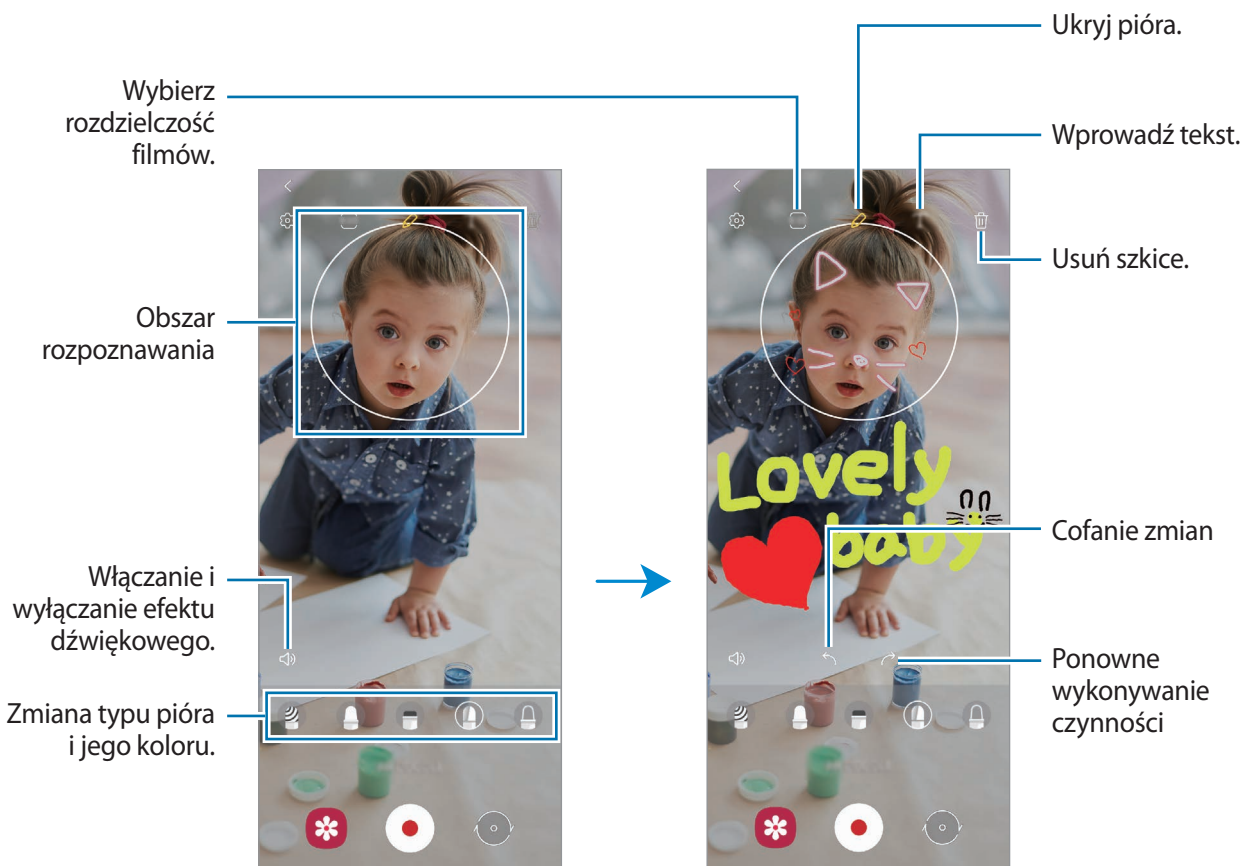 Ukryj pióra.
Wybierz
rozdzielczość
filmów.
Wprowadź tekst.
Usuń szkice.
Obszar
rozpoznawania
Lovely
baby
Cofanie zmian
Włączanie i
wyłączanie efektu
dźwiękowego.
Ponowne
wykonywanie
czynności
Zmiana typu pióra
i jego koloru.